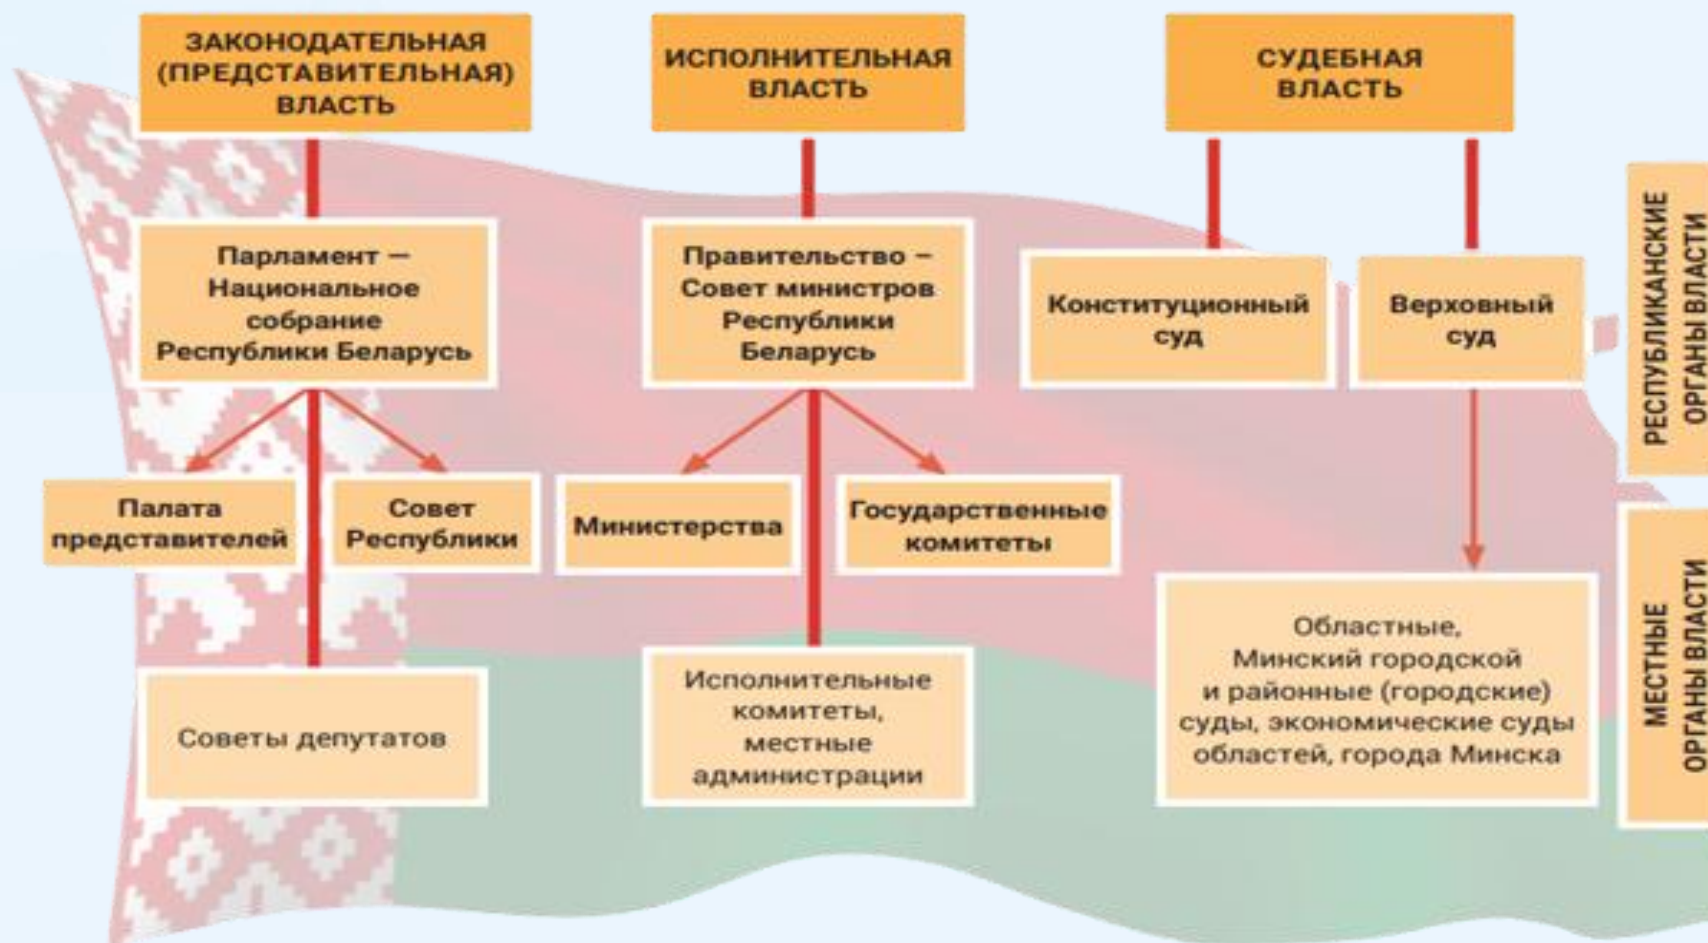 ЗАКОНОДАТЕЛЬНАЯ
(ПРЕДСТАВИТЕЛЬНАЯ)
ВЛАСТЬ
ИСПОЛНИТЕЛЬНАЯ
ВЛАСТЬ
СУДЕБНАЯ
ВЛАСТЬ
Парламент —
Национальное
собрание
Республики Беларусь
Правительство –
Совет министров
Республики
Беларусь
Конституционный
суд
Верховный
суд
РЕСПУБЛИКАНСКИЕ
ОРГАНЫ ВЛАСТИ
Палата
представителей
Совет
Республики
Министерства
Государственные
комитеты
Советы депутатов
Исполнительные
комитеты,
местные
администрации
Областные,
Минский городской
и районные (городские)
суды, экономические суды
областей, города Минска
МЕСТНЫЕ
ОРГАНЫ ВЛАСТИ